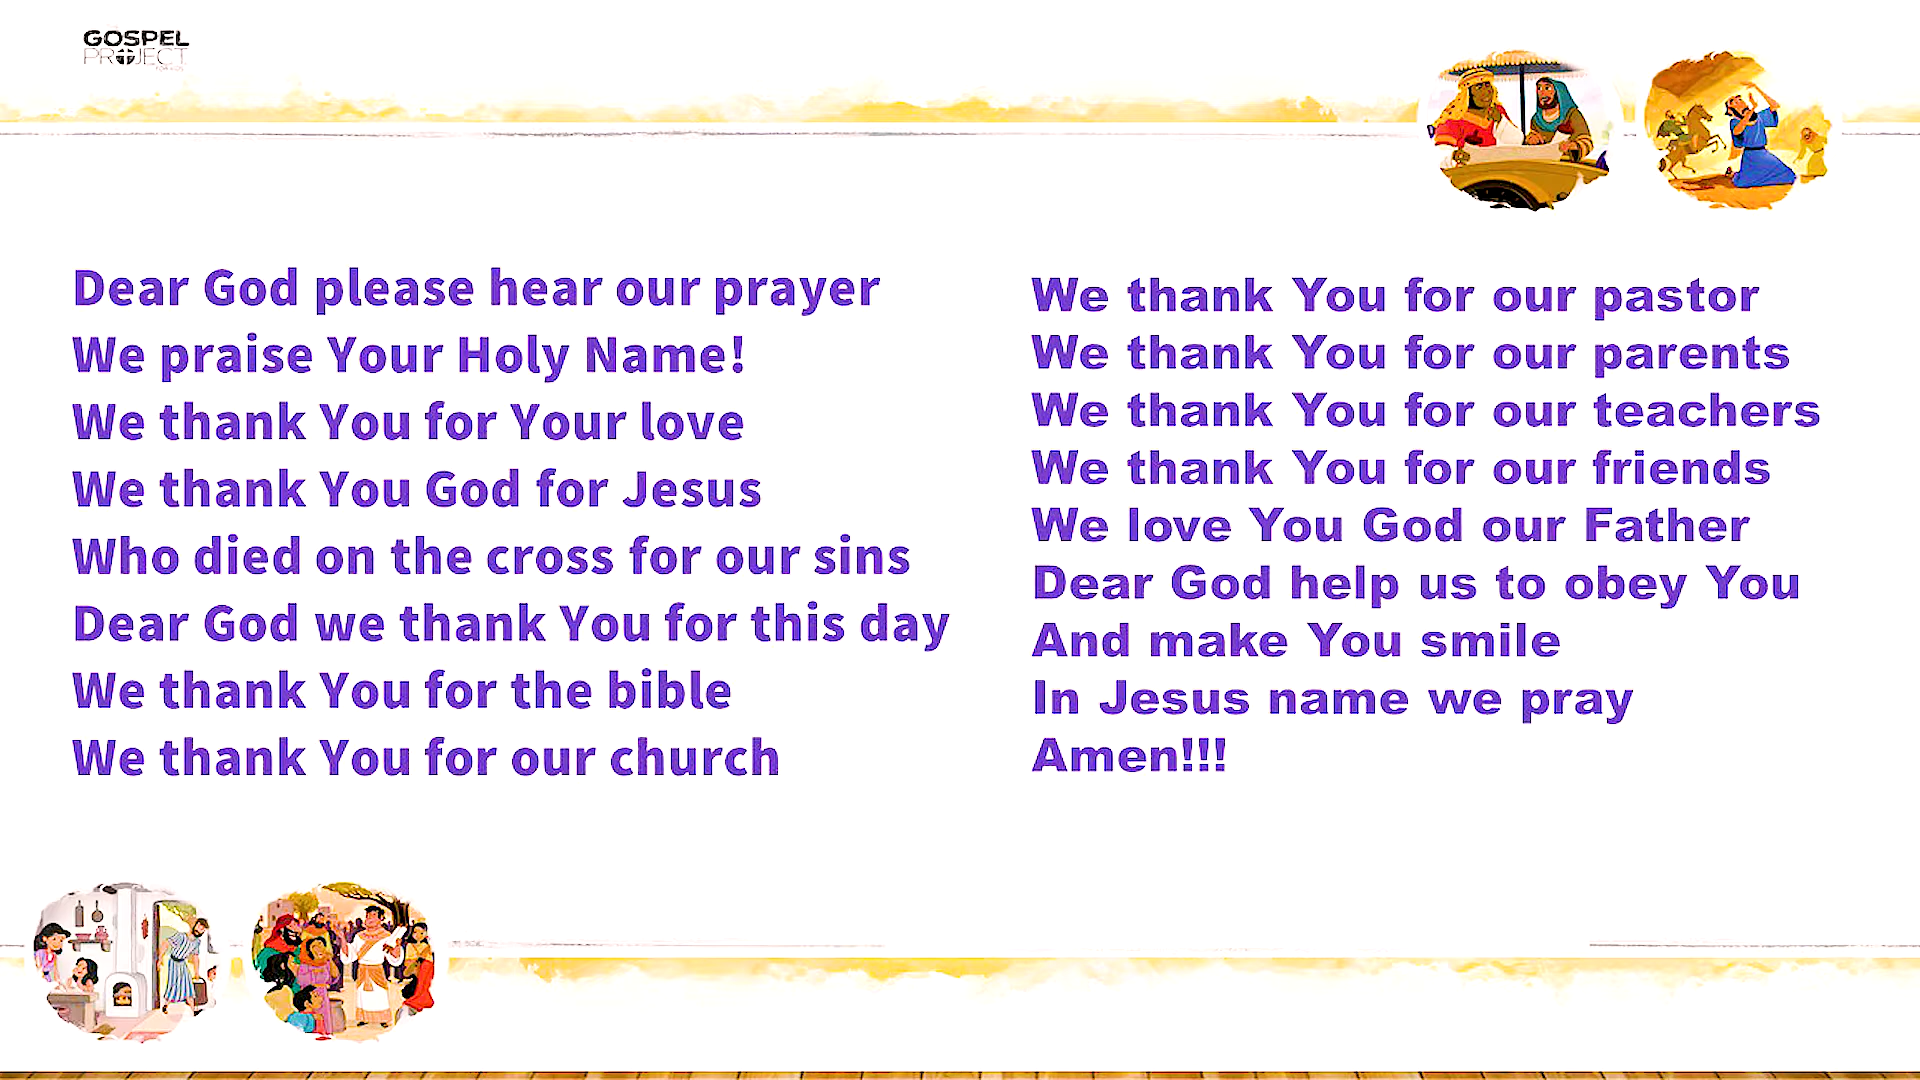 GOSPEL
PROJECT
Dear God please hear our prayer
We praise Your Holy Name!
We thank You for Your love
We thank You God for Jesus
Who died on the cross for our sins
Dear God we thank You for this day
We thank You for the bible
We thank You for our church
We thank You for our pastor
We thank You for our parents
We thank You for our teachers
We thank You for our friends
We love You God our Father
Dear God help us to obey You
And make You smile
In Jesus name we pray
Amen!!!